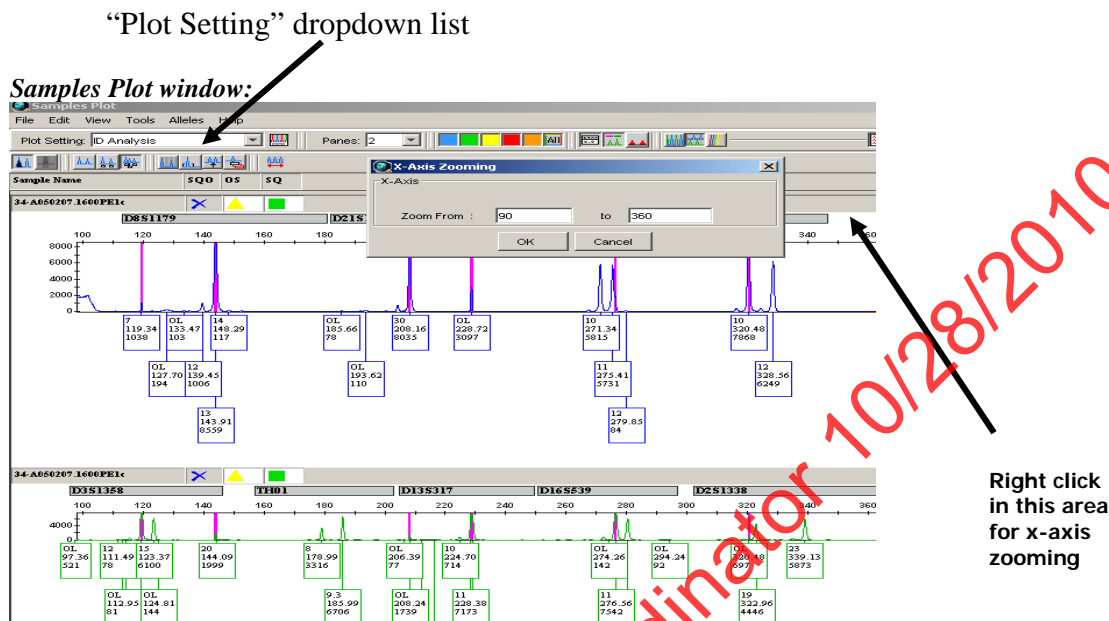 “Plot Setting” dropdown list
Samples Plot window:
Samples Plot
File Edit View Tools Alleles Help
Plot Setting: ID Analysis Panes: 2 All
X-Axis Zooming
X-Axis
Zoom From : 90 to 360
OK Cancel
Sample Name SQO OS SQ
34-A050207.1600PE1c
D8S1179 D21S
100 120 140 160 180 340 360
8000
6000
4000
2000
0
7 OL 14 OL 30 OL 10 10
119.34 133.47 148.29 185.66 208.16 228.72 271.34 320.48
1038 103 117 78 8035 3097 5815 7868
OL 12 OL 11 12
127.70 139.45 193.62 275.41 328.56
194 1006 110 5731 6249
13 12
143.91 279.85
8559 84
34-A050207.1600PE1c
D3S1358 TH01 D13S317 D16S539 D2S1338
100 120 140 160 180 200 220 240 260 280 300 320 340 360
4000
0
OL 12 15 20 8 OL 10 OL OL OL 23
97.36 111.49 123.37 144.09 178.99 206.39 224.70 274.26 294.24 320.48 339.13
521 78 6100 1999 3316 77 714 142 92 697 5873
OL OL 9.3 OL 11 11 19
112.95 124.81 185.99 208.24 228.38 276.56 322.96
81 144 6706 1739 7173 7542 4446
Right click
in this area
for x-axis
zooming
dinator 10/28/2010